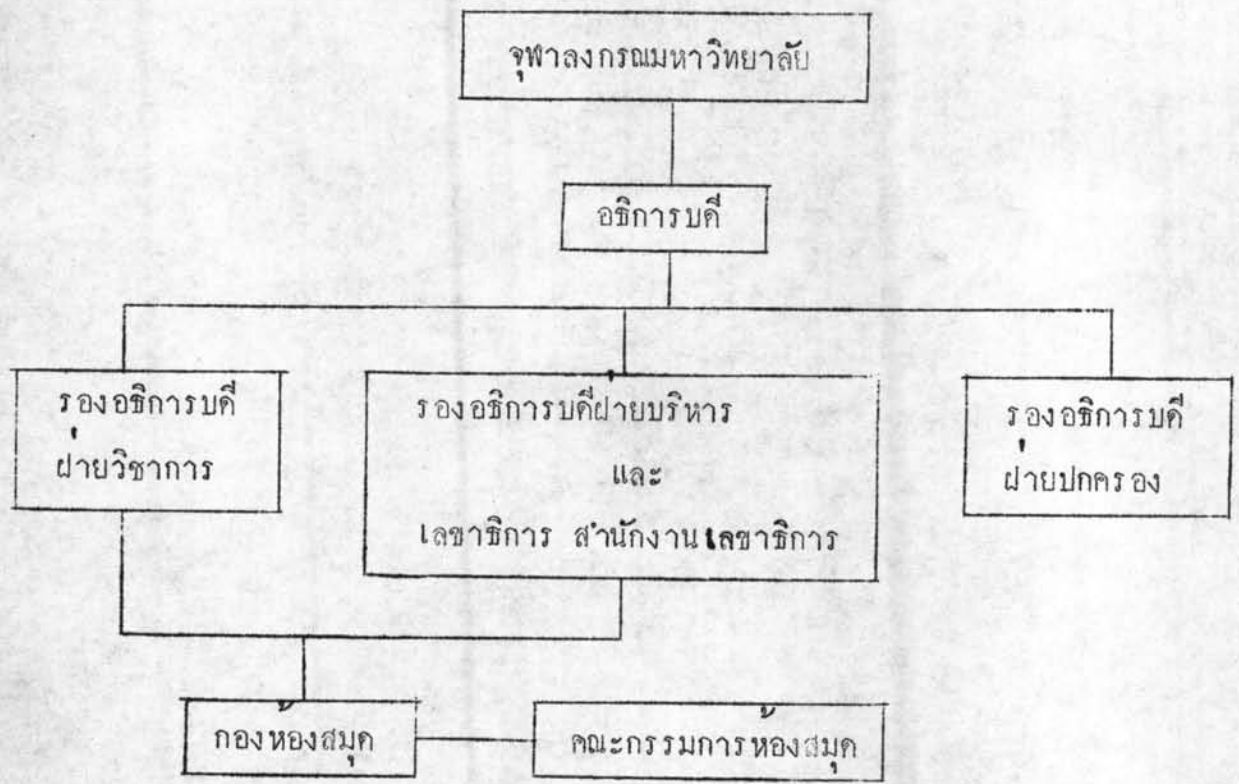 จุฬาลงกรณมหาวิทยาลัย
อธิการบดี
รองอธิการบดี
ฝ่ายวิชาการ
รองอธิการบดีฝ่ายบริหาร
และ
เลขาธิการ สำนักงานเลขาธิการ
รองอธิการบดี
ฝ่ายปกครอง
กองห้องสมุด
คณะกรรมการห้องสมุด